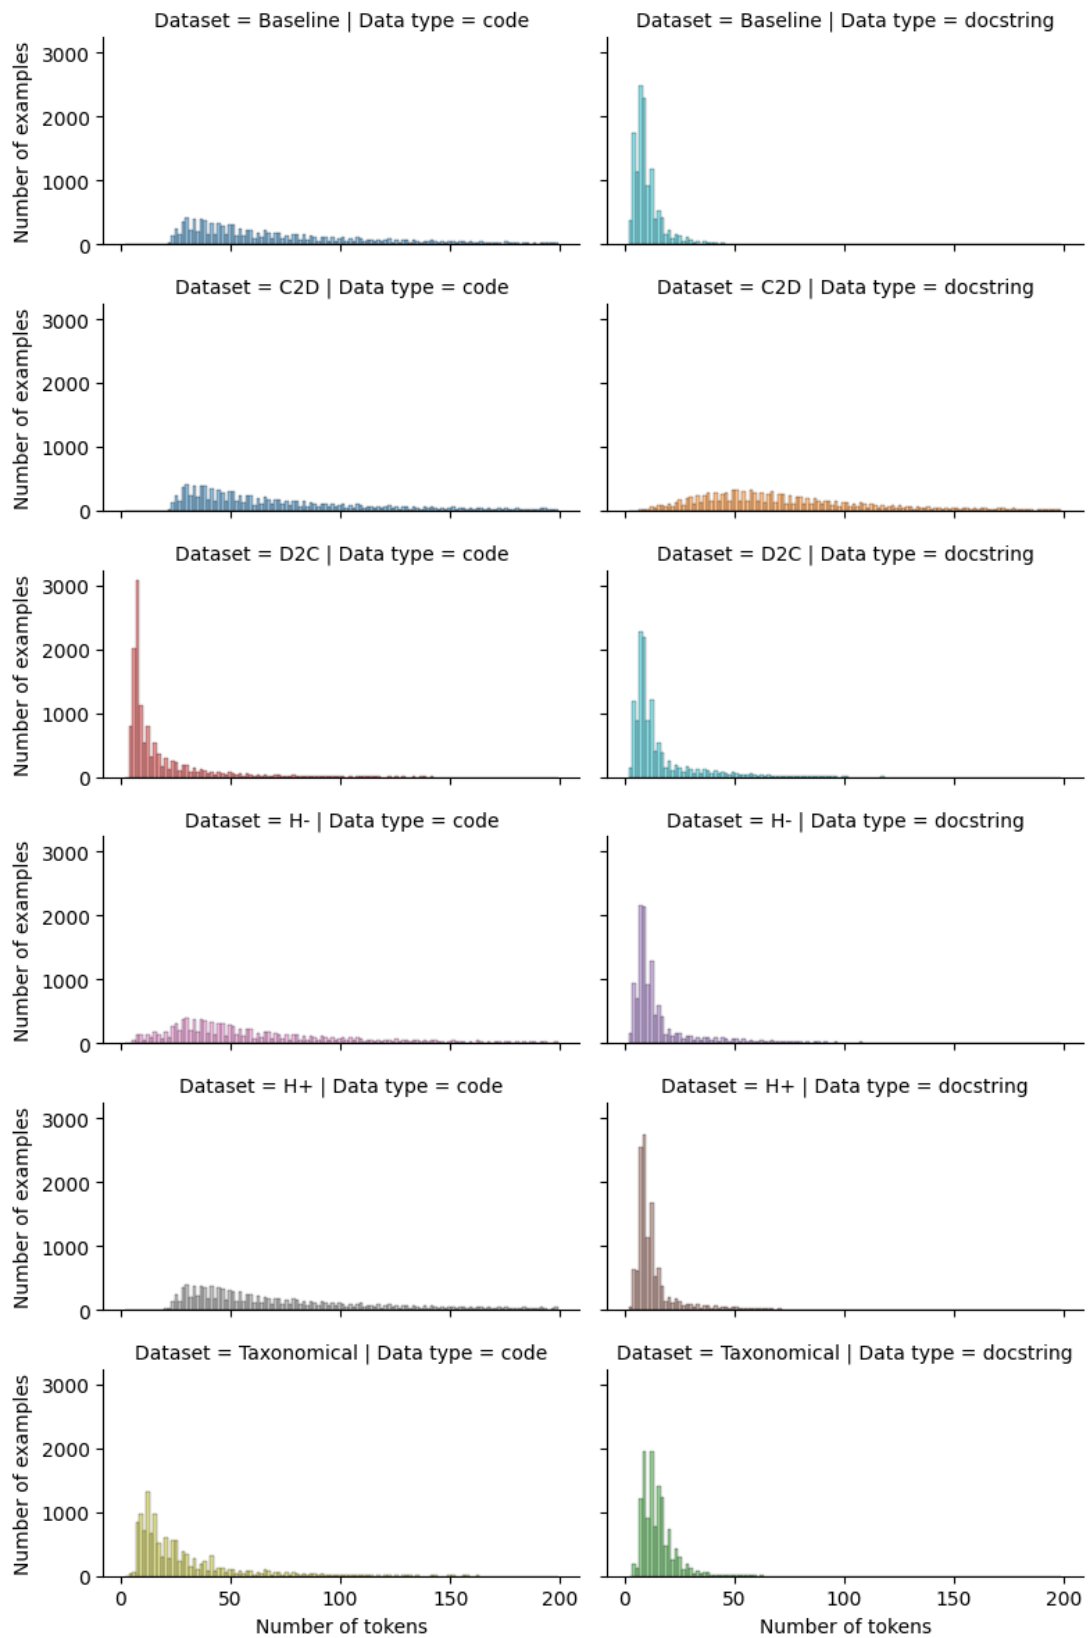 Dataset = Baseline | Data type = code
Dataset = Baseline | Data type = docstring
Number of examples
3000
2000
1000
0
Dataset = C2D | Data type = code
Dataset = C2D | Data type = docstring
Number of examples
3000
2000
1000
0
Dataset = D2C | Data type = code
Dataset = D2C | Data type = docstring
Number of examples
3000
2000
1000
0
Dataset = H- | Data type = code
Dataset = H- | Data type = docstring
Number of examples
3000
2000
1000
0
Dataset = H+ | Data type = code
Dataset = H+ | Data type = docstring
Number of examples
3000
2000
1000
0
Dataset = Taxonomical | Data type = code
Dataset = Taxonomical | Data type = docstring
Number of examples
3000
2000
1000
0
0 50 100 150 200
0 50 100 150 200
Number of tokens
Number of tokens